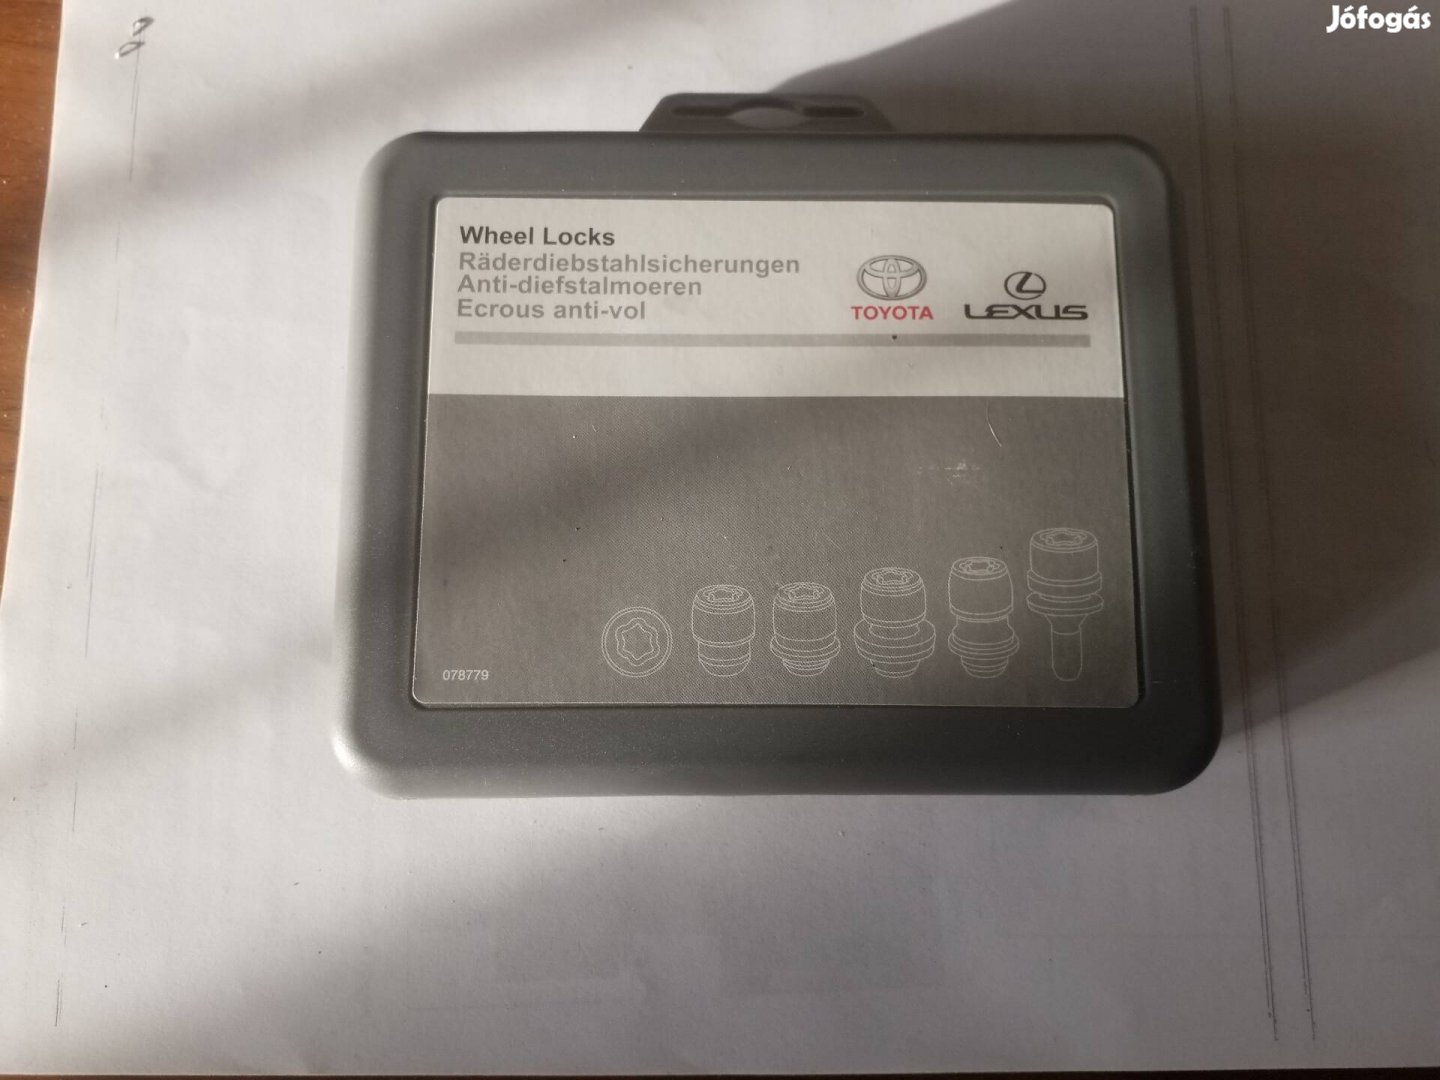 Jófogás
Wheel Locks
Räderdiebstahlsicherungen
Anti-diefstalmoeren
Ecrous anti-vol
TOYOTA
LEXUS
078779